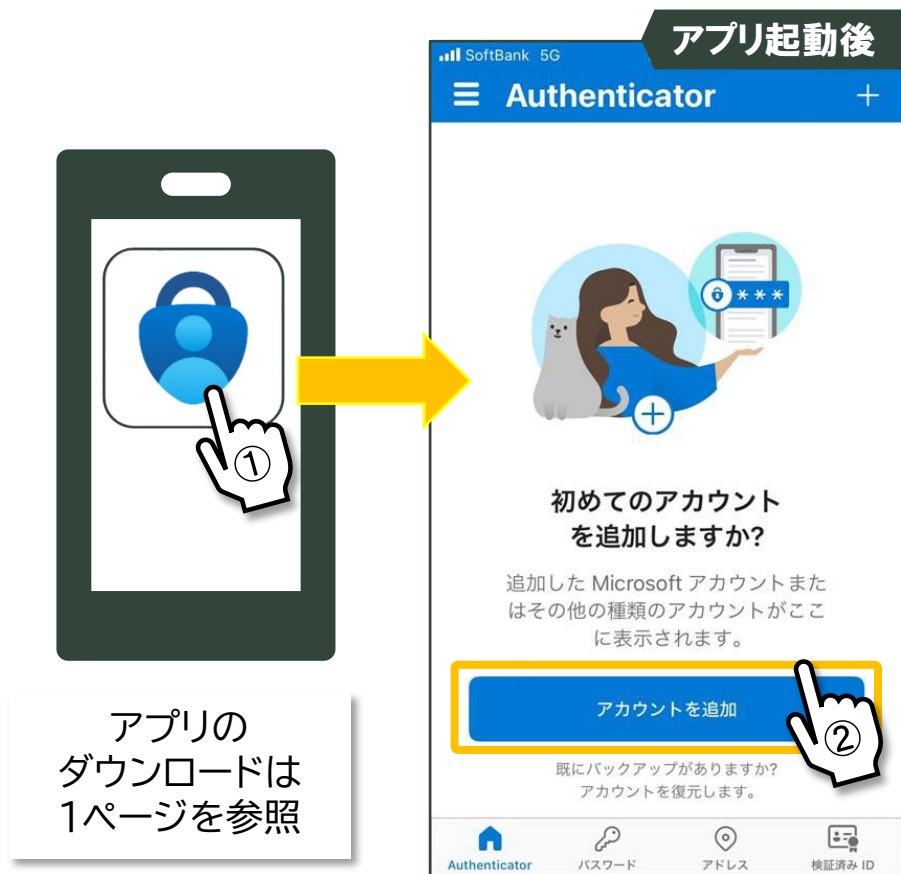 アプリ起動後
SoftBank 5G
Authenticator
①
初めてのアカウント
を追加しますか?
追加した Microsoft アカウントまた
はその他の種類のアカウントがここ
に表示されます。
アカウントを追加
②
既にバックアップがありますか?
アカウントを復元します。
Authenticator パスワード アドレス 検証済み ID
アプリの
ダウンロードは
1ページを参照